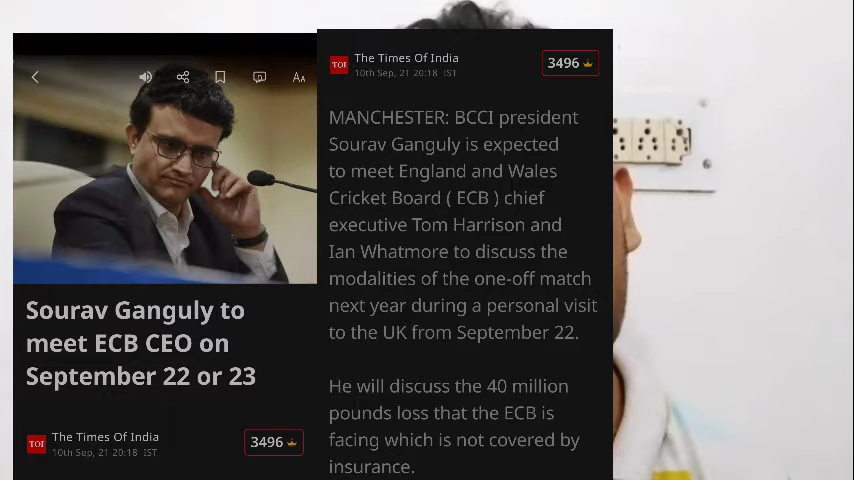 AA
Sourav Ganguly to
meet ECB CEO on
September 22 or 23
TOI
The Times Of India
10th Sep, 21 20:18 IST
3496
TOI
The Times Of India
10th Sep, 21 20:18 IST
3496
MANCHESTER: BCCI president
Sourav Ganguly is expected
to meet England and Wales
Cricket Board ( ECB ) chief
executive Tom Harrison and
Ian Whatmore to discuss the
modalities of the one-off match
next year during a personal visit
to the UK from September 22.
He will discuss the 40 million
pounds loss that the ECB is
facing which is not covered by
insurance.